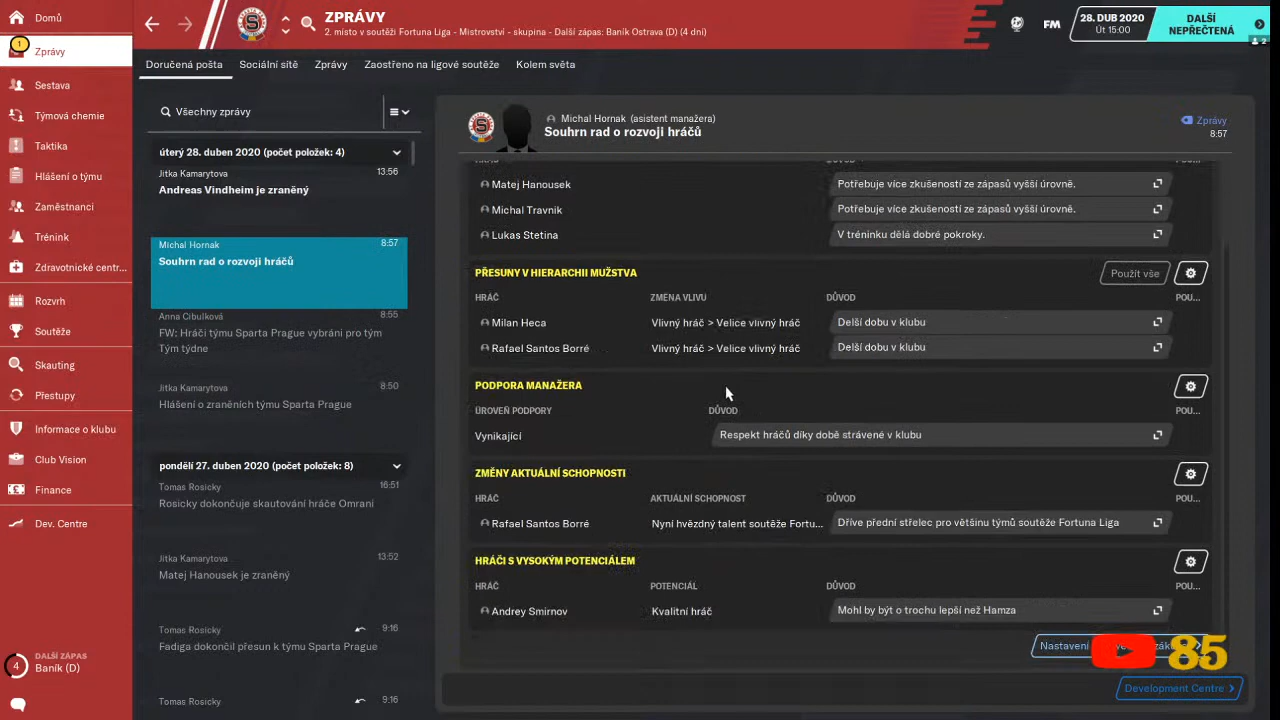 Domů
ZPRÁVY
2. místo v soutěži Fortuna Liga - Mistrovství - skupina - Další zápas: Baník Ostrava (D) (4 dni)
FM
28. DUB 2020
Út 15:00
DALŠÍ
NEPŘEČTENÁ
2
1
Zprávy
Sestava
Týmová chemie
Taktika
Hlášení o týmu
Zaměstnanci
Trénink
Zdravotnické centr...
Rozvrh
Soutěže
Skauting
Přestupy
Informace o klubu
Club Vision
Finance
Dev. Centre
4
DALŠÍ ZÁPAS
Baník (D)
Doručená pošta
Sociální sítě
Zprávy
Zaostřeno na ligové soutěže
Kolem světa
Všechny zprávy
úterý 28. duben 2020 (počet položek: 4)
Jitka Kamarytova
13:56
Andreas Vindheim je zraněný
Michal Hornak
8:57
Souhrn rad o rozvoji hráčů
Anna Cibulková
8:55
FW: Hráči týmu Sparta Prague vybráni pro tým
Tým týdne
Jitka Kamarytova
8:50
Hlášení o zraněních týmu Sparta Prague
pondělí 27. duben 2020 (počet položek: 8)
Tomas Rosicky
16:51
Rosicky dokončuje skautování hráče Omrani
Jitka Kamarytova
13:52
Matej Hanousek je zraněný
Tomas Rosicky
9:16
Fadiga dokončil přesun k týmu Sparta Prague
Tomas Rosicky
9:16
Michal Hornak (asistent manažera)
Souhrn rad o rozvoji hráčů
Zprávy
8:57
Matej Hanousek
Potřebuje více zkušeností ze zápasů vyšší úrovně.
Michal Travnik
Potřebuje více zkušeností ze zápasů vyšší úrovně.
Lukas Stetina
V tréninku dělá dobré pokroky.
PŘESUNY V HIERARCHII MUŽSTVA
Použít vše
HRÁČ
ZMĚNA VLIVU
DŮVOD
POU...
Milan Heca
Vlivný hráč > Velice vlivný hráč
Delší dobu v klubu
Rafael Santos Borré
Vlivný hráč > Velice vlivný hráč
Delší dobu v klubu
PODPORA MANAŽERA
ÚROVEŇ PODPORY
DŮVOD
POU...
Vynikající
Respekt hráčů díky době strávené v klubu
ZMĚNY AKTUÁLNÍ SCHOPNOSTI
HRÁČ
AKTUÁLNÍ SCHOPNOST
DŮVOD
POU...
Rafael Santos Borré
Nyní hvězdný talent soutěže Fortu...
Dříve přední střelec pro většinu týmů soutěže Fortuna Liga
HRÁČI S VYSOKÝM POTENCIÁLEM
HRÁČ
POTENCIÁL
DŮVOD
POU...
Andrey Smirnov
Kvalitní hráč
Mohl by být o trochu lepší než Hamza
Nastavení
85
Development Centre